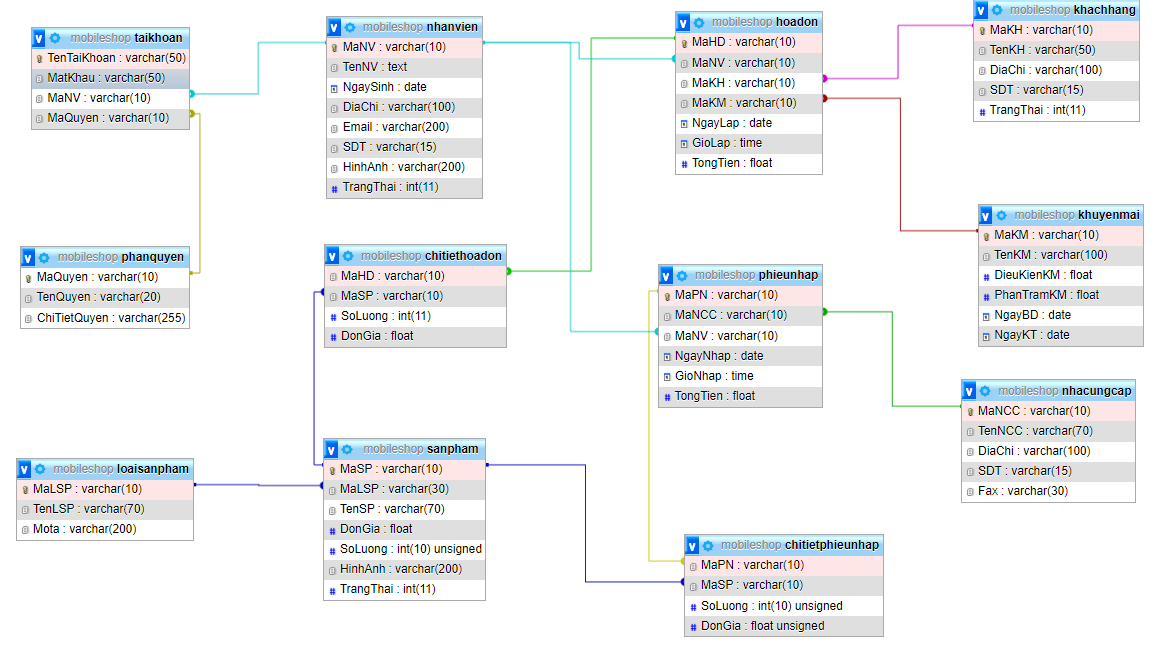 mobileshop taikhoan
TenTaiKhoan : varchar(50)
MatKhau : varchar(50)
MaNV : varchar(10)
MaQuyen : varchar(10)
mobileshop nhanvien
MaNV : varchar(10)
TenNV : text
NgaySinh : date
DiaChi : varchar(100)
Email : varchar(200)
SDT : varchar(15)
HinhAnh : varchar(200)
TrangThai : int(11)
mobileshop hoadon
MaHD : varchar(10)
MaNV : varchar(10)
MaKH : varchar(10)
MaKM : varchar(10)
NgayLap : date
GioLap : time
TongTien : float
mobileshop khachhang
MaKH : varchar(10)
TenKH : varchar(50)
DiaChi : varchar(100)
SDT : varchar(15)
TrangThai : int(11)
mobileshop phanquyen
MaQuyen : varchar(10)
TenQuyen : varchar(20)
ChiTietQuyen : varchar(255)
mobileshop chitiethoadon
MaHD : varchar(10)
MaSP : varchar(10)
SoLuong : int(11)
DonGia : float
mobileshop phieunhap
MaPN : varchar(10)
MaNCC : varchar(10)
MaNV : varchar(10)
NgayNhap : date
GioNhap : time
TongTien : float
mobileshop khuyenmai
MaKM : varchar(10)
TenKM : varchar(100)
DieuKienKM : float
PhanTramKM : float
NgayBD : date
NgayKT : date
mobileshop nhacungcap
MaNCC : varchar(10)
TenNCC : varchar(70)
DiaChi : varchar(100)
SDT : varchar(15)
Fax : varchar(30)
mobileshop loaisanpham
MaLSP : varchar(10)
TenLSP : varchar(70)
Mota : varchar(200)
mobileshop sanpham
MaSP : varchar(10)
MaLSP : varchar(30)
TenSP : varchar(70)
DonGia : float
SoLuong : int(10) unsigned
HinhAnh : varchar(200)
TrangThai : int(11)
mobileshop chitietphieunhap
MaPN : varchar(10)
MaSP : varchar(10)
SoLuong : int(10) unsigned
DonGia : float unsigned